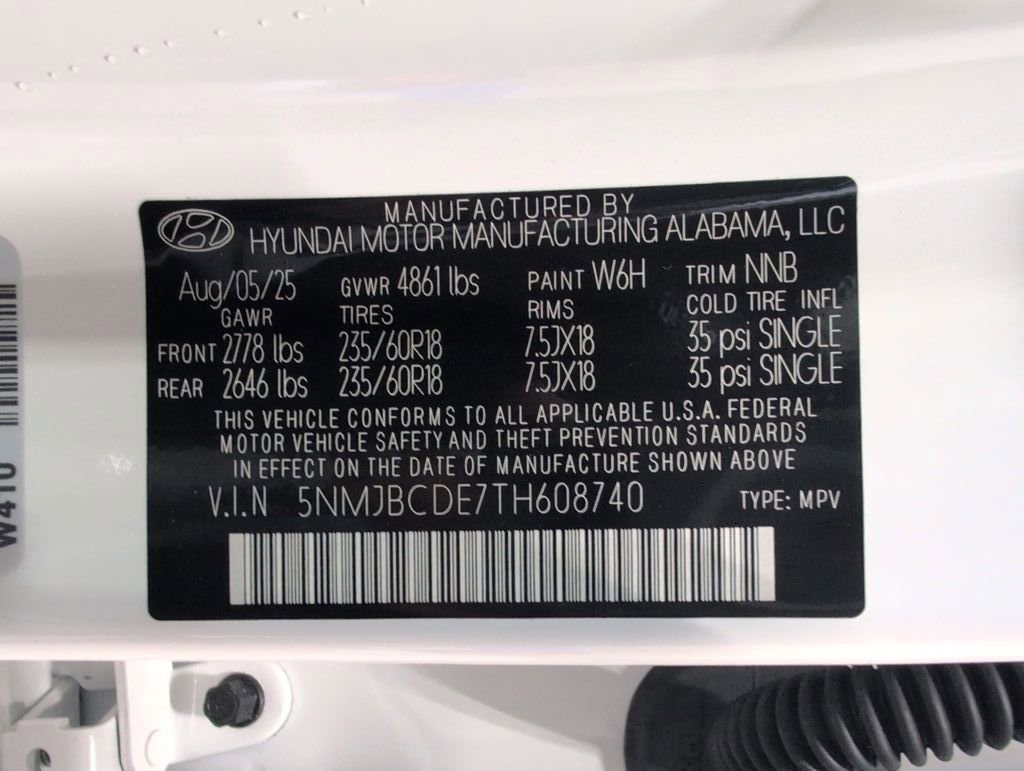 MANUFACTURED BY
HYUNDAI MOTOR MANUFACTURING ALABAMA, LLC
Aug/05/25 GVWR 4861 lbs PAINT W6H TRIM NNB
GAWR TIRES RIMS COLD TIRE INFL
FRONT 2778 lbs 235/60R18 7.5JX18 35 psi SINGLE
REAR 2646 lbs 235/60R18 7.5JX18 35 psi SINGLE
THIS VEHICLE CONFORMS TO ALL APPLICABLE U.S.A. FEDERAL
MOTOR VEHICLE SAFETY AND THEFT PREVENTION STANDARDS
IN EFFECT ON THE DATE OF MANUFACTURE SHOWN ABOVE
V.I.N 5NMJBCDE7TH608740 TYPE: MPV
W410